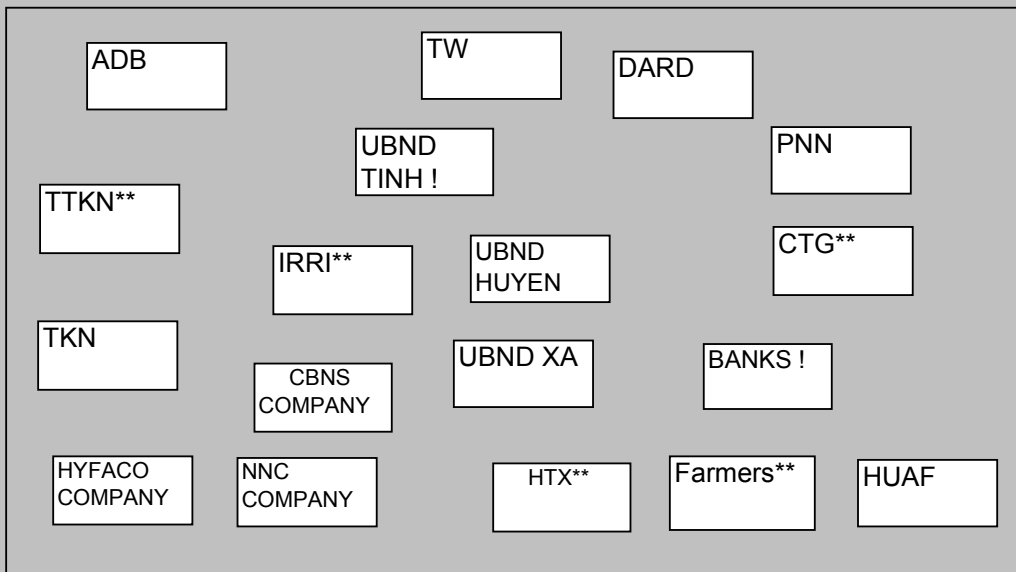 ADB
TW
DARD
UBND
TINH !
PNN
TTKN**
IRRI**
UBND
HUYEN
CTG**
TKN
CBNS
COMPANY
UBND XA
BANKS !
HYFACO
COMPANY
NNC
COMPANY
HTX**
Farmers**
HUAF